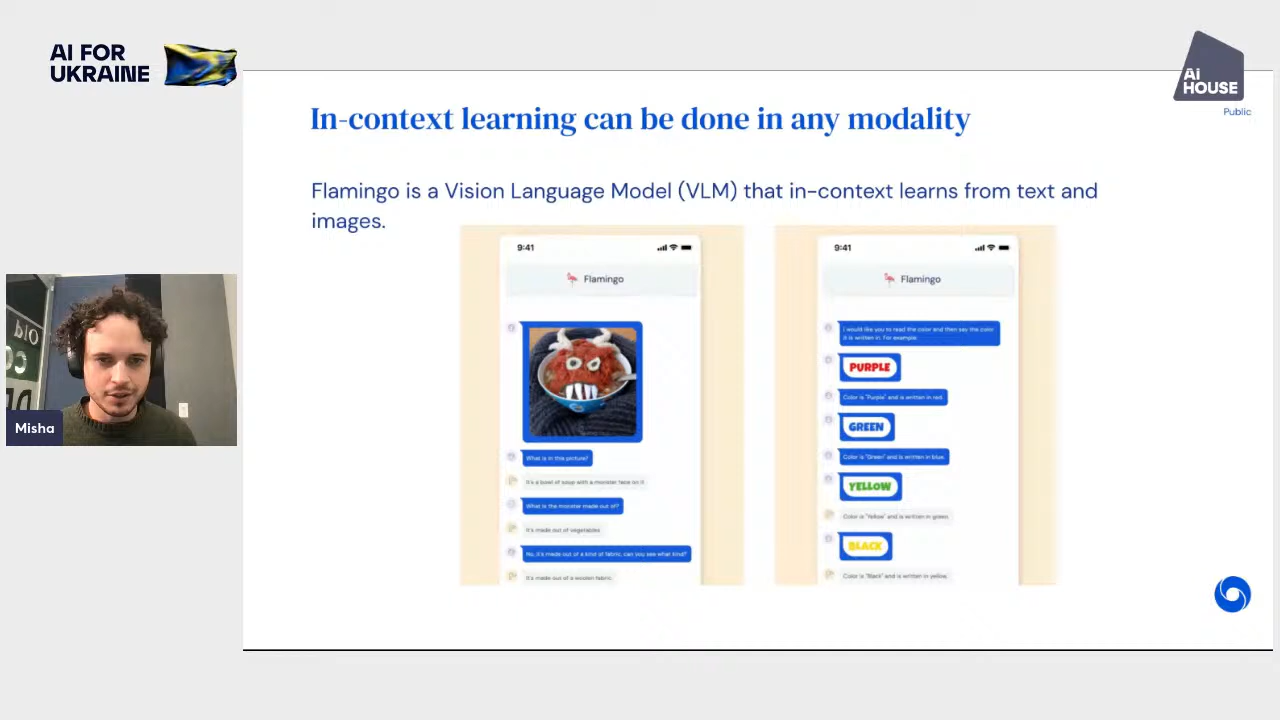 AI FOR
UKRAINE
Ai
HOUSE
Public
In-context learning can be done in any modality
Flamingo is a Vision Language Model (VLM) that in-context learns from text and
images.
9:41
Flamingo
What is in this picture?
It's a bowl of soup with a monster face on it.
What is the monster made out of?
It's made out of vegetables.
No, it's made out of a kind of fabric, can you see what kind?
It's made out of a woolen fabric.
9:41
Flamingo
I would like you to read the color and then say the color
it is written in. For example:
PURPLE
Color is "Purple" and is written in red.
GREEN
Color is "Green" and is written in blue.
YELLOW
Color is "Yellow" and is written in green.
BLACK
Color is "Black" and is written in yellow.
Misha